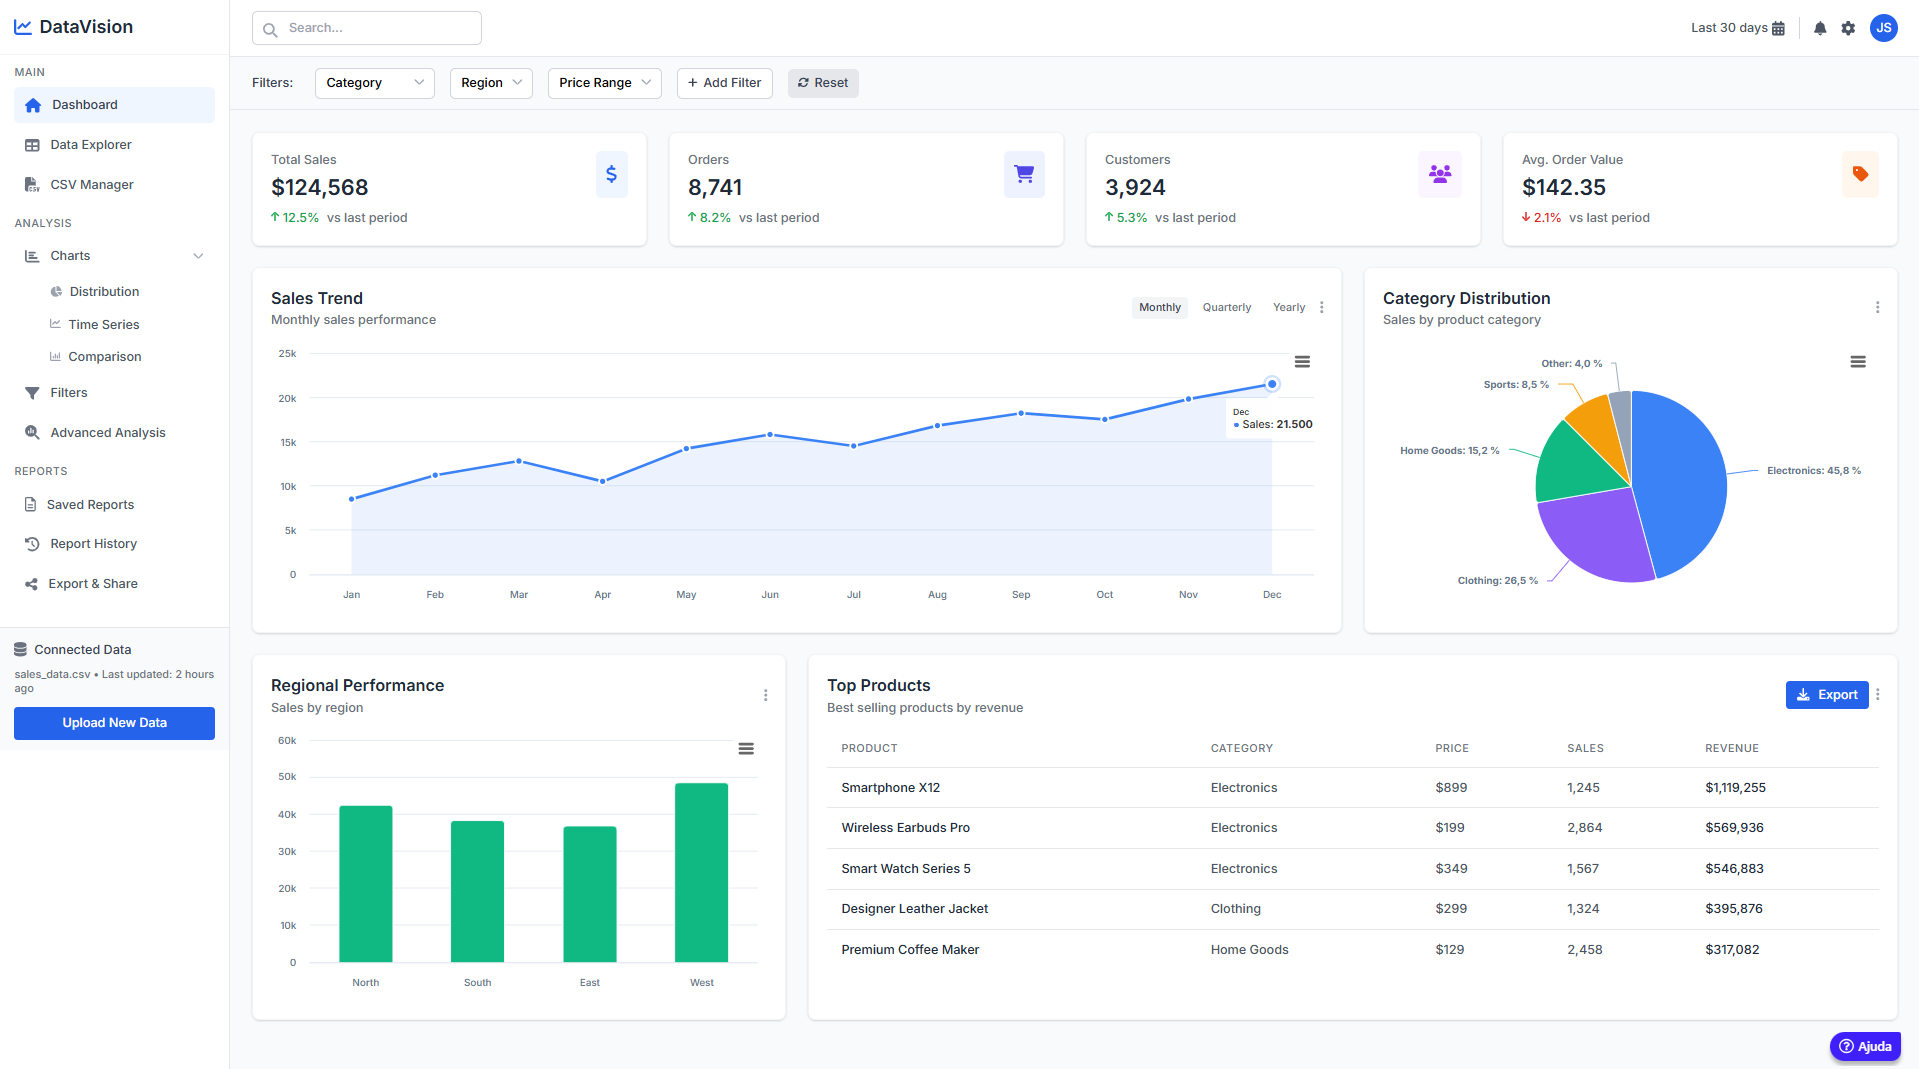 DataVision
MAIN
Dashboard
Data Explorer
CSV Manager
ANALYSIS
Charts
Distribution
Time Series
Comparison
Filters
Advanced Analysis
REPORTS
Saved Reports
Report History
Export & Share
Connected Data
sales_data.csv • Last updated: 2 hours
ago
Upload New Data
Search...
Last 30 days
JS
Filters:
Category
Region
Price Range
+ Add Filter
Reset
Total Sales
$124,568
12.5% vs last period
$
Orders
8,741
8.2% vs last period
Customers
3,924
5.3% vs last period
Avg. Order Value
$142.35
2.1% vs last period
Sales Trend
Monthly sales performance
Monthly Quarterly Yearly
25k
20k
15k
10k
5k
0
Dec
Sales: 21.500
Jan Feb Mar Apr May Jun Jul Aug Sep Oct Nov Dec
Category Distribution
Sales by product category
Other: 4,0 %
Sports: 8,5 %
Home Goods: 15,2 %
Electronics: 45,8 %
Clothing: 26,5 %
Regional Performance
Sales by region
60k
50k
40k
30k
20k
10k
0
North South East West
Top Products
Best selling products by revenue
Export
PRODUCT CATEGORY PRICE SALES REVENUE
Smartphone X12 Electronics $899 1,245 $1,119,255
Wireless Earbuds Pro Electronics $199 2,864 $569,936
Smart Watch Series 5 Electronics $349 1,567 $546,883
Designer Leather Jacket Clothing $299 1,324 $395,876
Premium Coffee Maker Home Goods $129 2,458 $317,082
? Ajuda